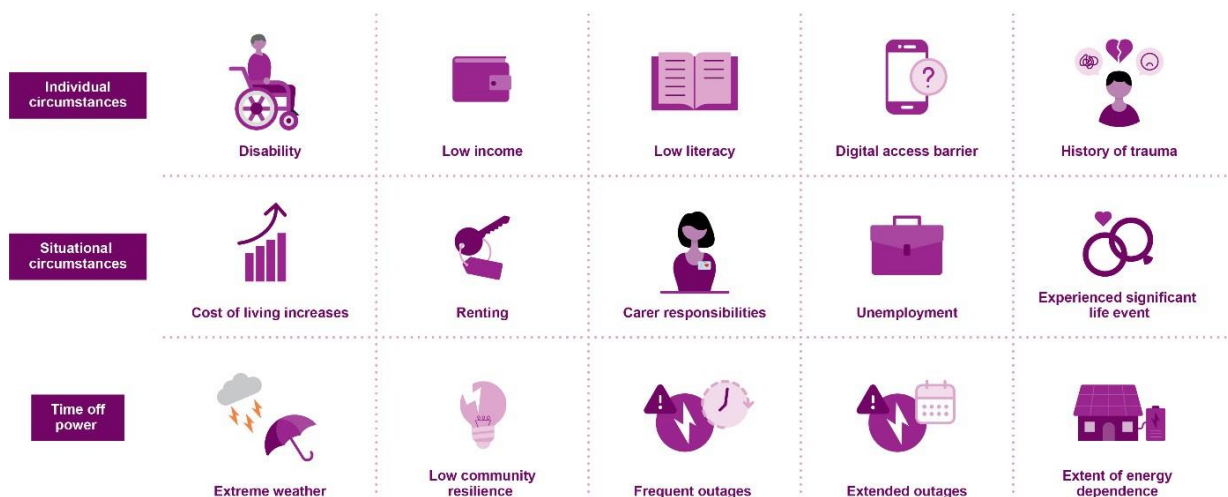 Individual
circumstances
Disability
Low income
Low literacy
?
Digital access barrier
History of trauma
Situational
circumstances
Cost of living increases
Renting
Carer responsibilities
Unemployment
Experienced significant
life event
Time off
power
Extreme weather
Low community
resilience
!
Frequent outages
!
Extended outages
Extent of energy
dependence